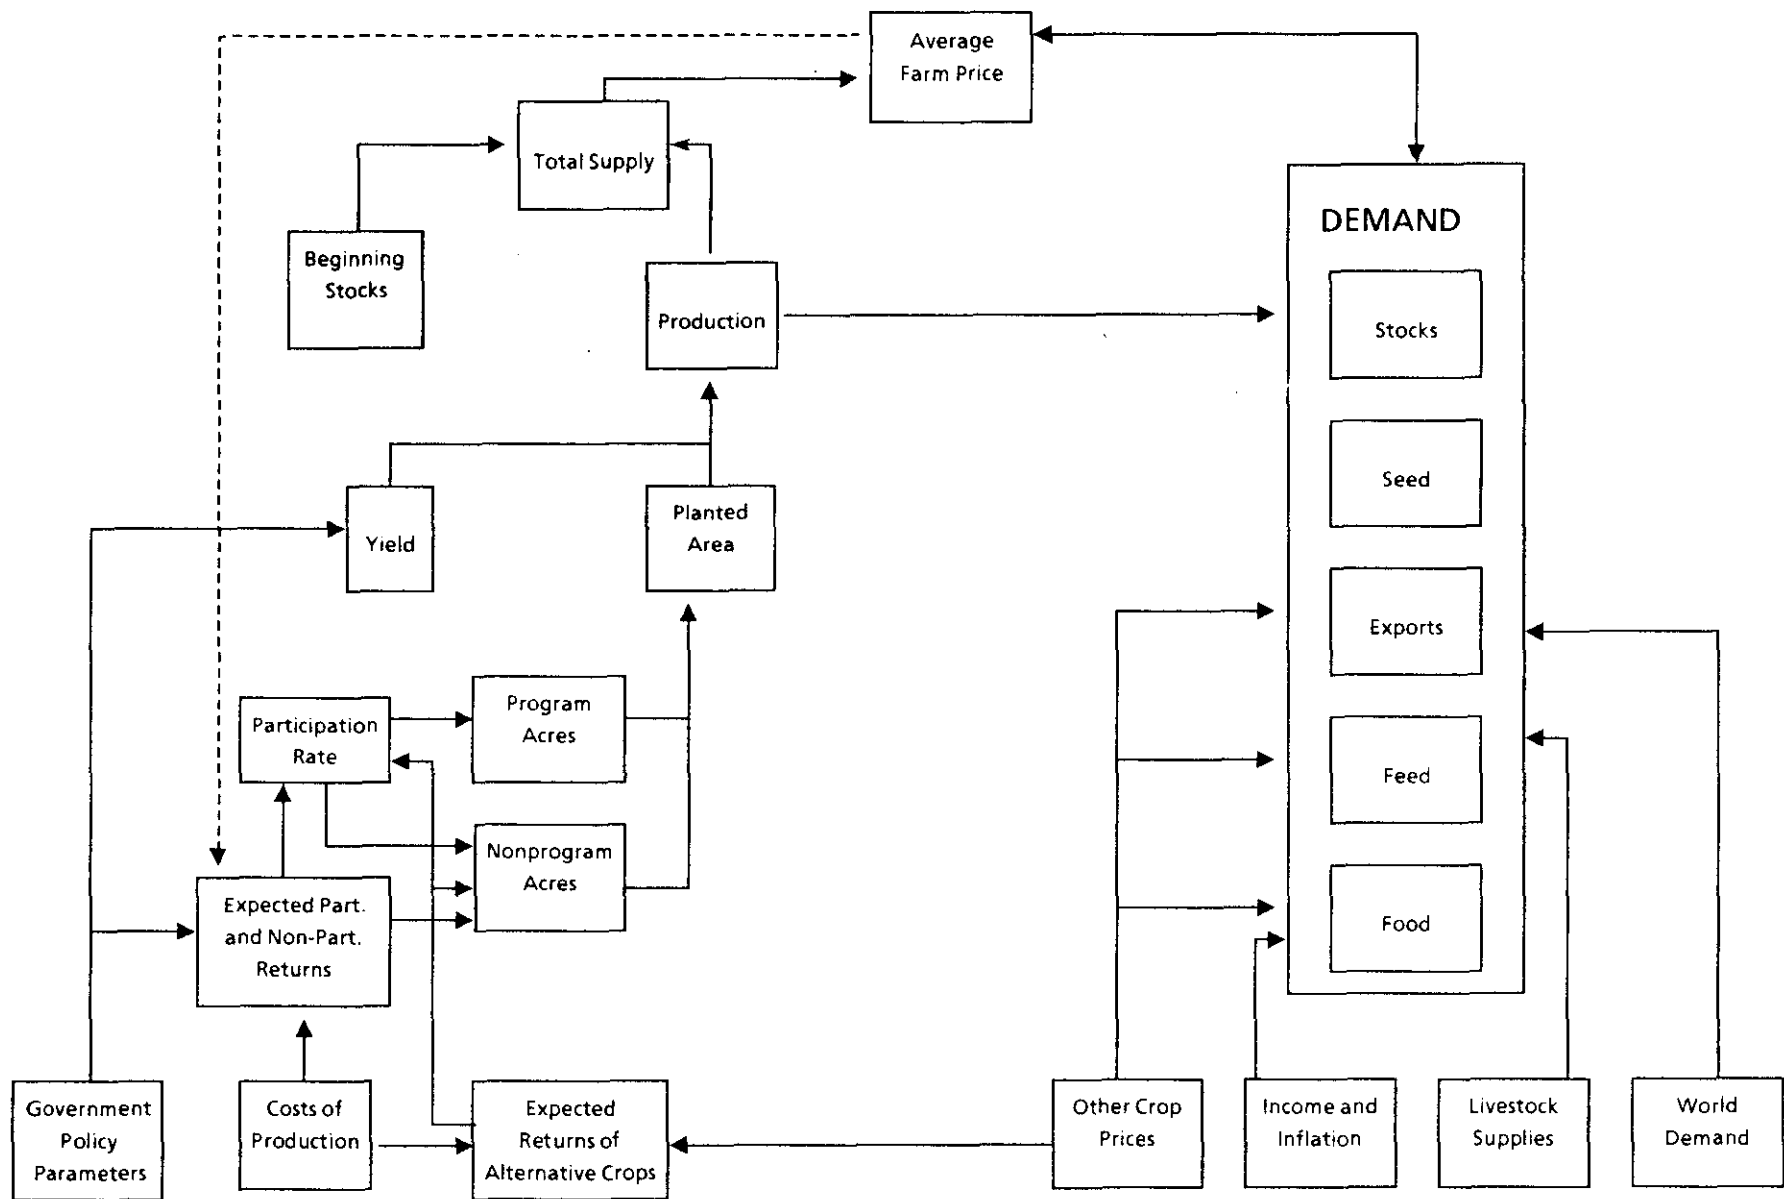 Average
Farm Price
Total Supply
DEMAND
Beginning
Stocks
Production
Stocks
Seed
Yield
Planted
Area
Exports
Participation
Rate
Program
Acres
Feed
Nonprogram
Acres
Expected Part.
and Non-Part.
Returns
Food
Government
Policy
Parameters
Costs of
Production
Expected
Returns of
Alternative Crops
Other Crop
Prices
Income and
Inflation
Livestock
Supplies
World
Demand